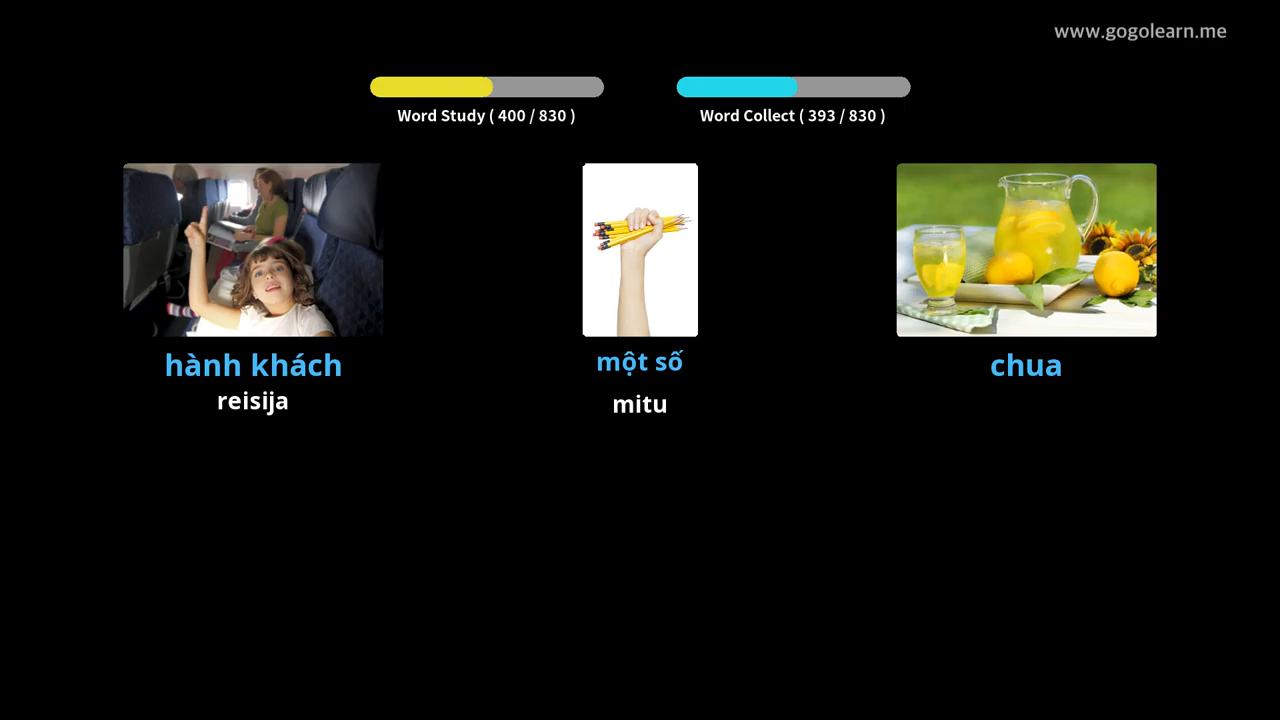 www.gogolearn.me
Word Study ( 400 / 830 )
Word Collect ( 393 / 830 )
hành khách
reisija
một số
mitu
chua